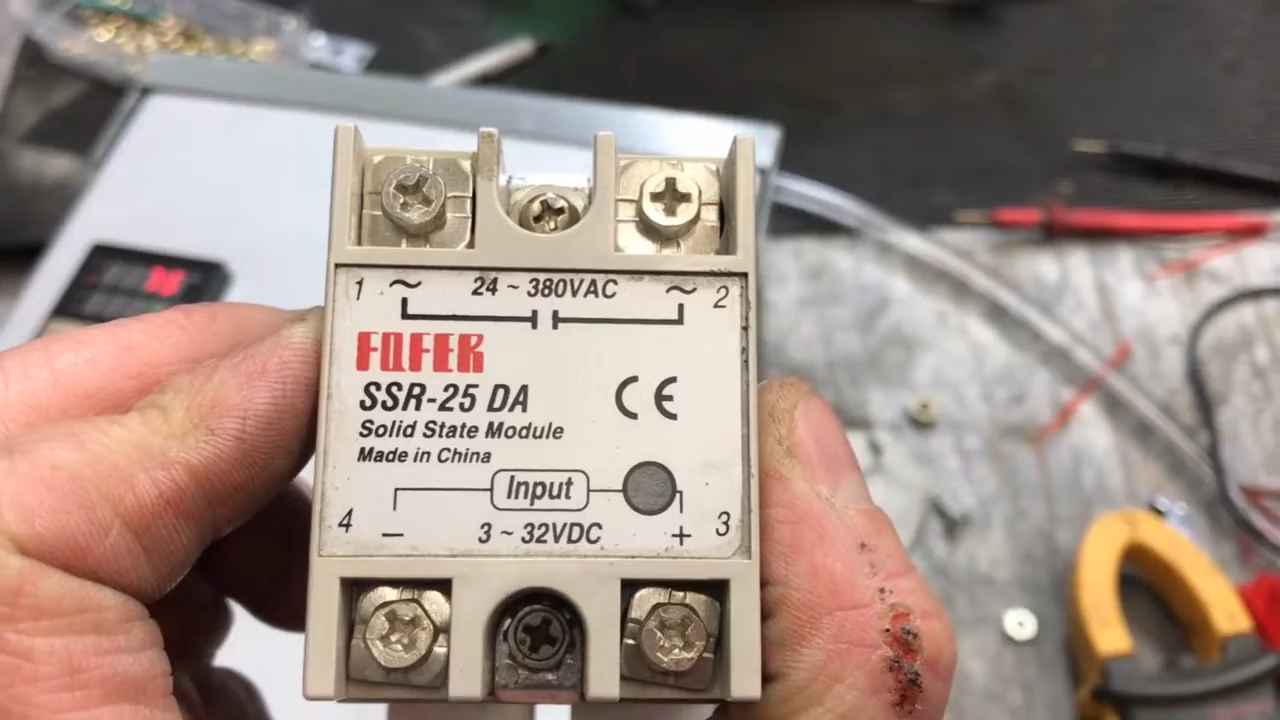 1 ~ 24 ~ 380VAC ~ 2
FQFER
SSR-25 DA
CE
Solid State Module
Made in China
Input
4 − 3 ~ 32VDC + 3